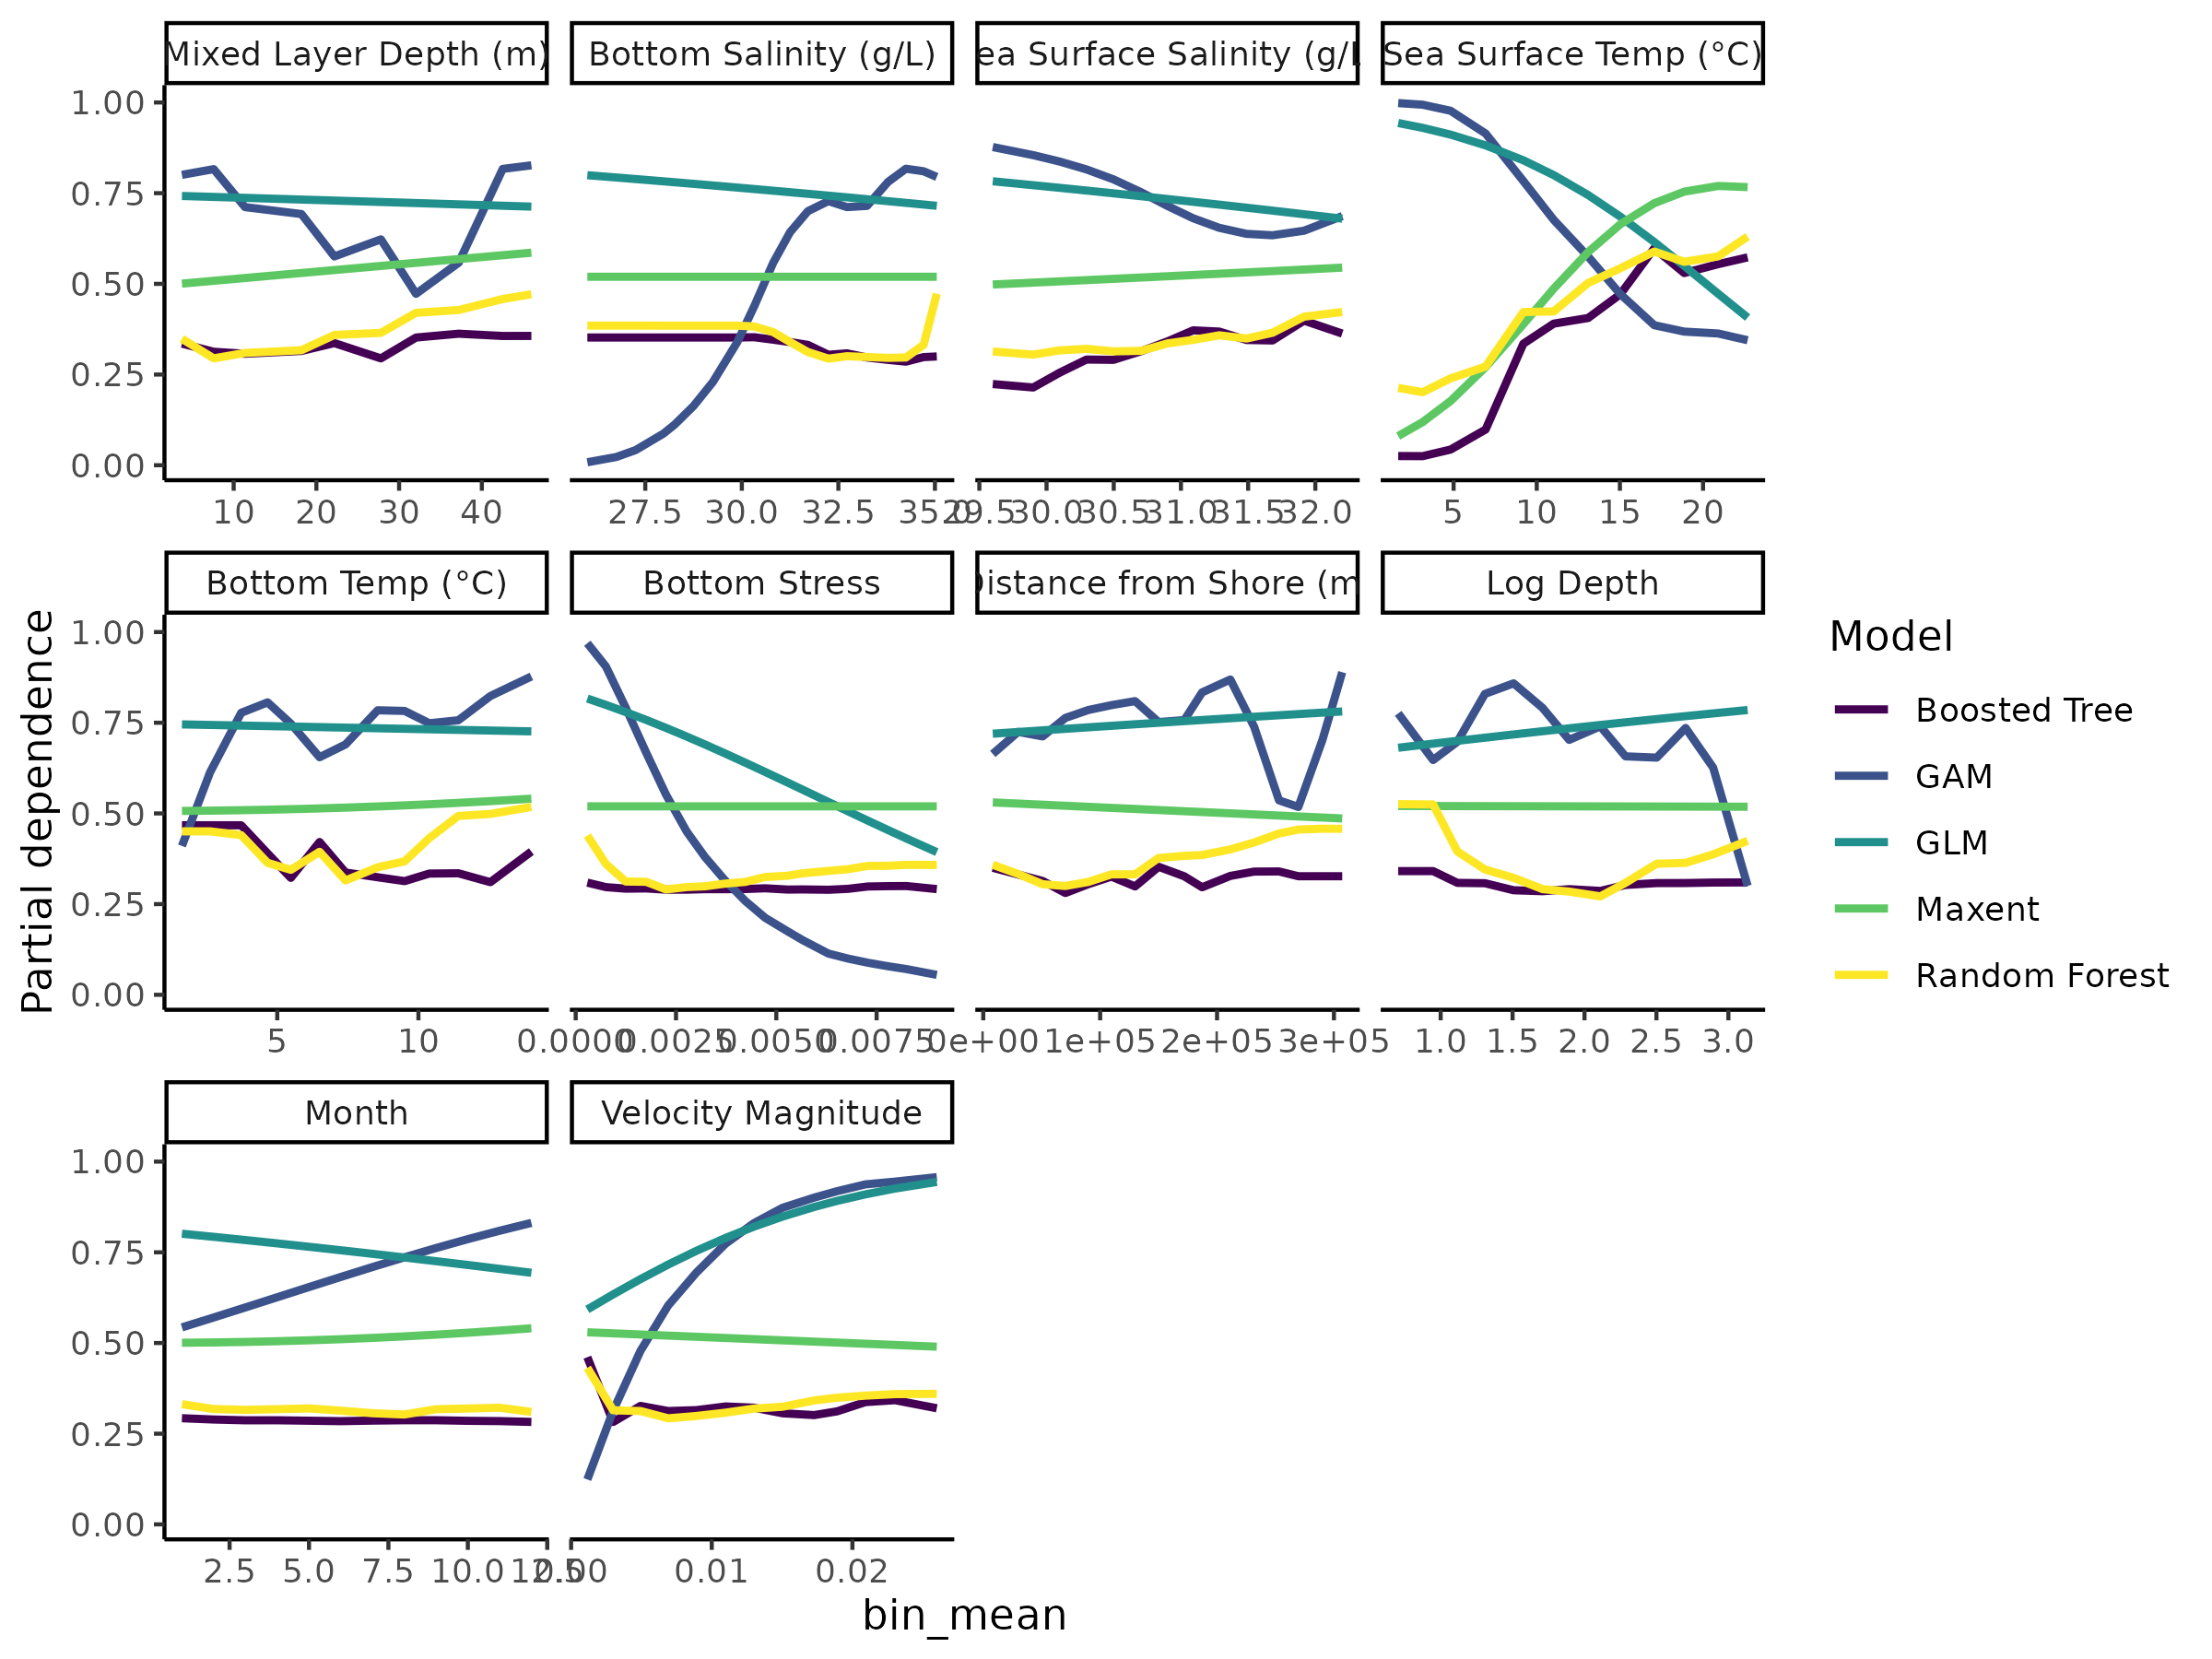 Mixed Layer Depth (m)
Bottom Salinity (g/L)
ea Surface Salinity (g/L
Sea Surface Temp (°C)
1.00
0.75
0.50
0.25
0.00
10 20 30 40
27.5 30.0 32.5 35.0
29.5 30.0 30.5 31.0 31.5 32.0
5 10 15 20
Bottom Temp (°C)
Bottom Stress
Distance from Shore (m
Log Depth
1.00
0.75
0.50
0.25
0.00
5 10
0.0000 0.0025 0.0050 0.0075
0e+00 1e+05 2e+05 3e+05
1.0 1.5 2.0 2.5 3.0
Month
Velocity Magnitude
1.00
0.75
0.50
0.25
0.00
2.5 5.0 7.5 10.0 12.5
0.00 0.01 0.02
bin_mean
Partial dependence
Model
Boosted Tree
GAM
GLM
Maxent
Random Forest